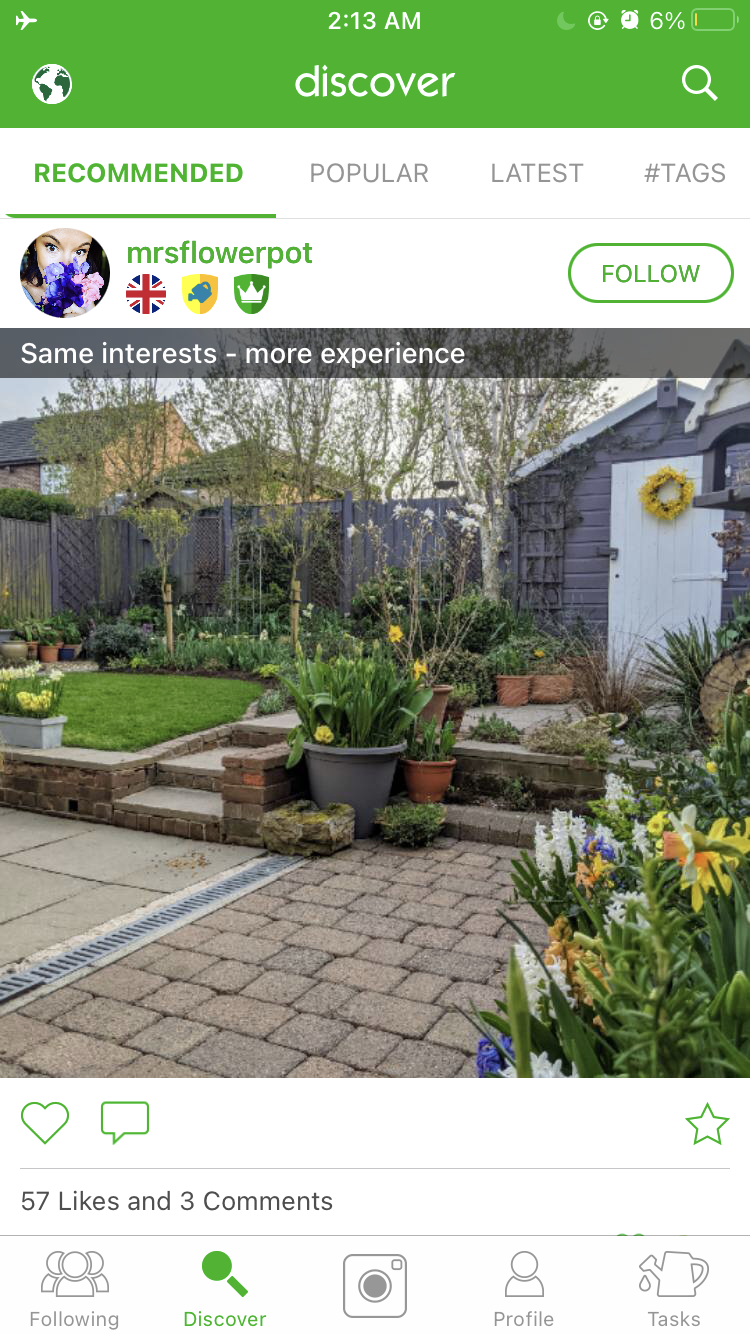 2:13 AM
6%
discover
RECOMMENDED
POPULAR
LATEST
#TAGS
mrsflowerpot
FOLLOW
Same interests - more experience
57 Likes and 3 Comments
Following
Discover
Profile
Tasks